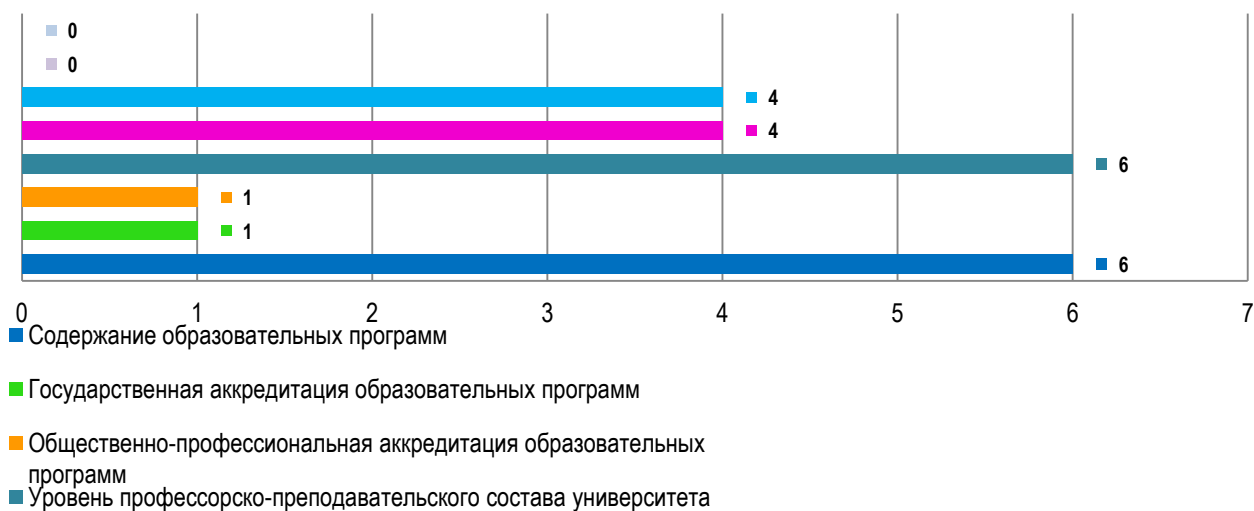 0
0
4
4
6
1
1
6
0 1 2 3 4 5 6 7
Содержание образовательных программ
Государственная аккредитация образовательных программ
Общественно-профессиональная аккредитация образовательных
программ
Уровень профессорско-преподавательского состава университета